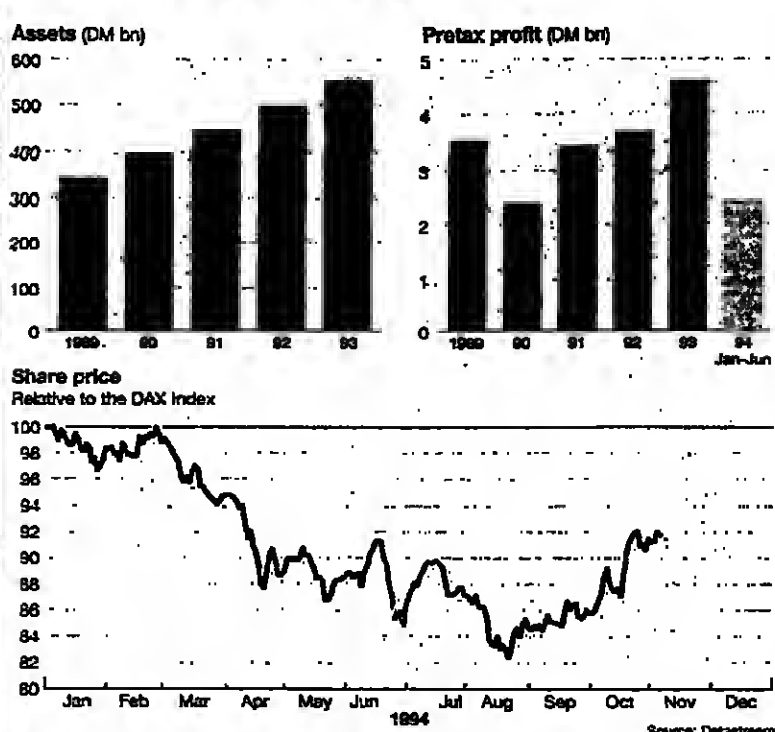 Assets (DM bn)
600
500
400
300
200
100
0
1989 90 91 92 93
Pretax profit (DM bn)
5
4
3
2
1
0
1989 90 91 92 93 94
Jan-Jun
Share price
Relative to the DAX Index
100
98
96
94
92
90
88
86
84
82
80
Jan Feb Mar Apr May Jun Jul Aug Sep Oct Nov Dec
1994
Source: Datastream